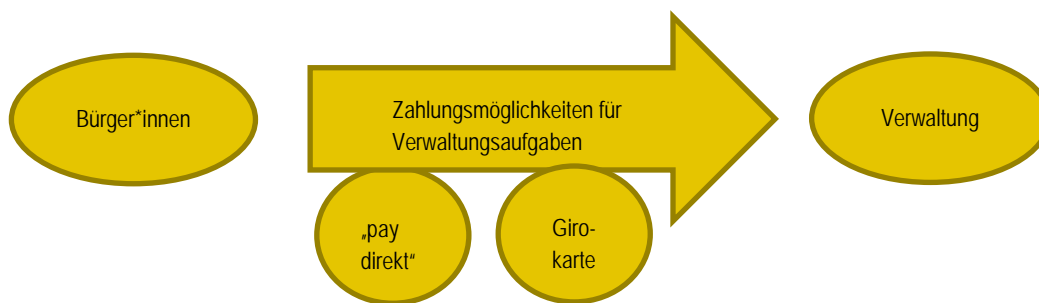 Bürger*innen
Zahlungsmöglichkeiten für
Verwaltungsaufgaben
Verwaltung
„pay
direkt“
Giro-
karte